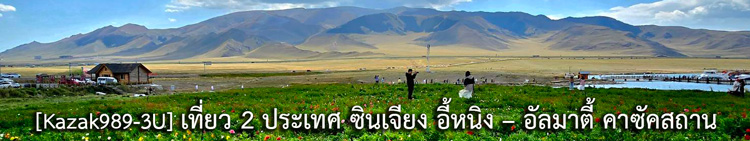 [Kazak989-3U] เที่ยว 2 ประเทศ ซินเจียง อี้หนิง – อัลมาตี้ คาซัคสถาน